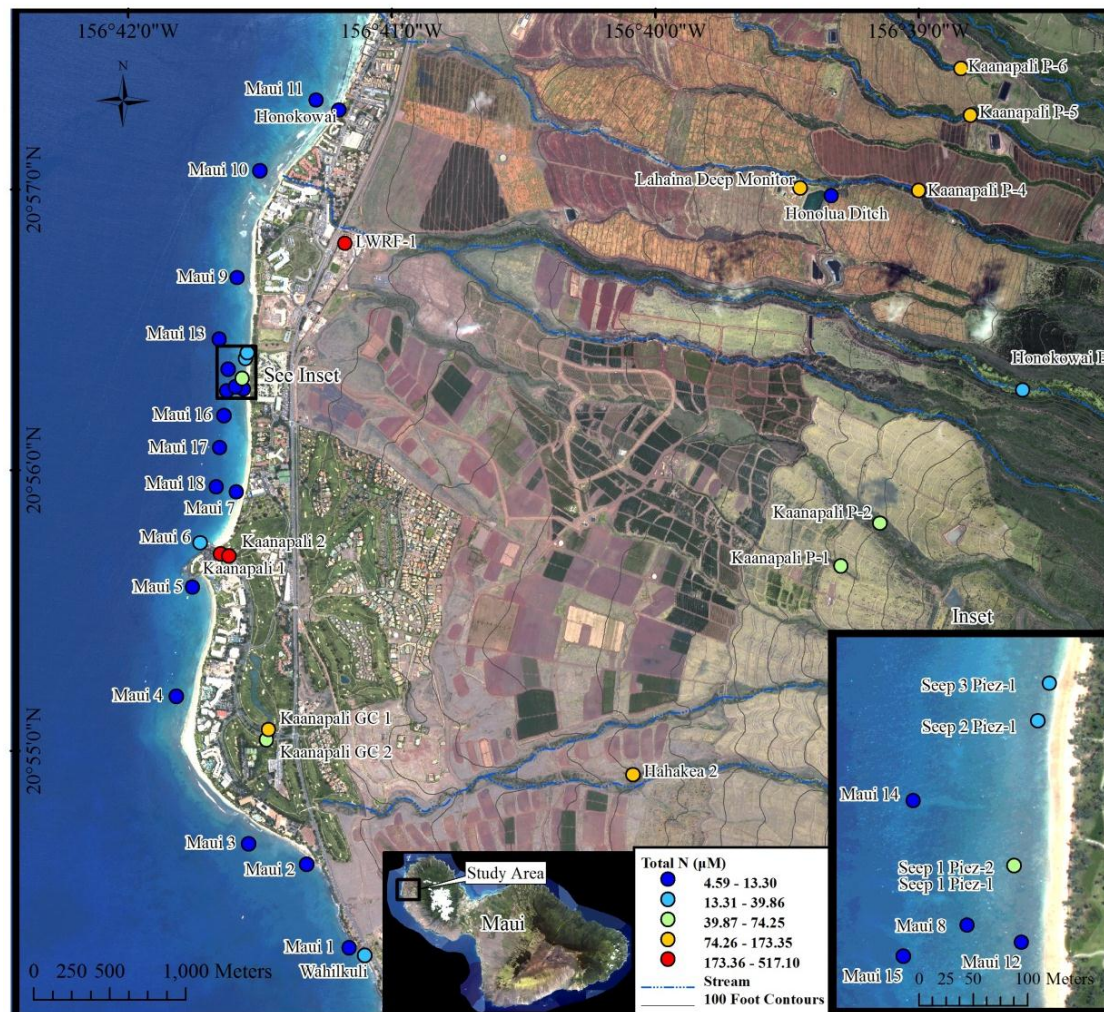 156°42'0"W
156°41'0"W
156°40'0"W
156°39'0"W
N
20°57'0"N
20°56'0"N
20°55'0"N
Maui 11
Honokowai
Kaanapali P-6
Kaanapali P-5
Maui 10
Lahaina Deep Monitor
Kaanapali P-4
Honolua Ditch
LWRF-1
Maui 9
Maui 13
Honokowai B
See Inset
Maui 16
Maui 17
Maui 18
Maui 7
Kaanapali P-2
Maui 6
Kaanapali 2
Kaanapali 1
Kaanapali P-1
Maui 5
Inset
Maui 4
Kaanapali GC 1
Kaanapali GC 2
Hahakea 2
Maui 3
Maui 2
Maui 1
Wahilkuli
0 250 500 1,000 Meters
Study Area
Maui
Total N (µM)
4.59 - 13.30
13.31 - 39.86
39.87 - 74.25
74.26 - 173.35
173.36 - 517.10
Stream
100 Foot Contours
Seep 3 Piez-1
Seep 2 Piez-1
Maui 14
Seep 1 Piez-2
Seep 1 Piez-1
Maui 8
Maui 15
Maui 12
0 50 100
Meters